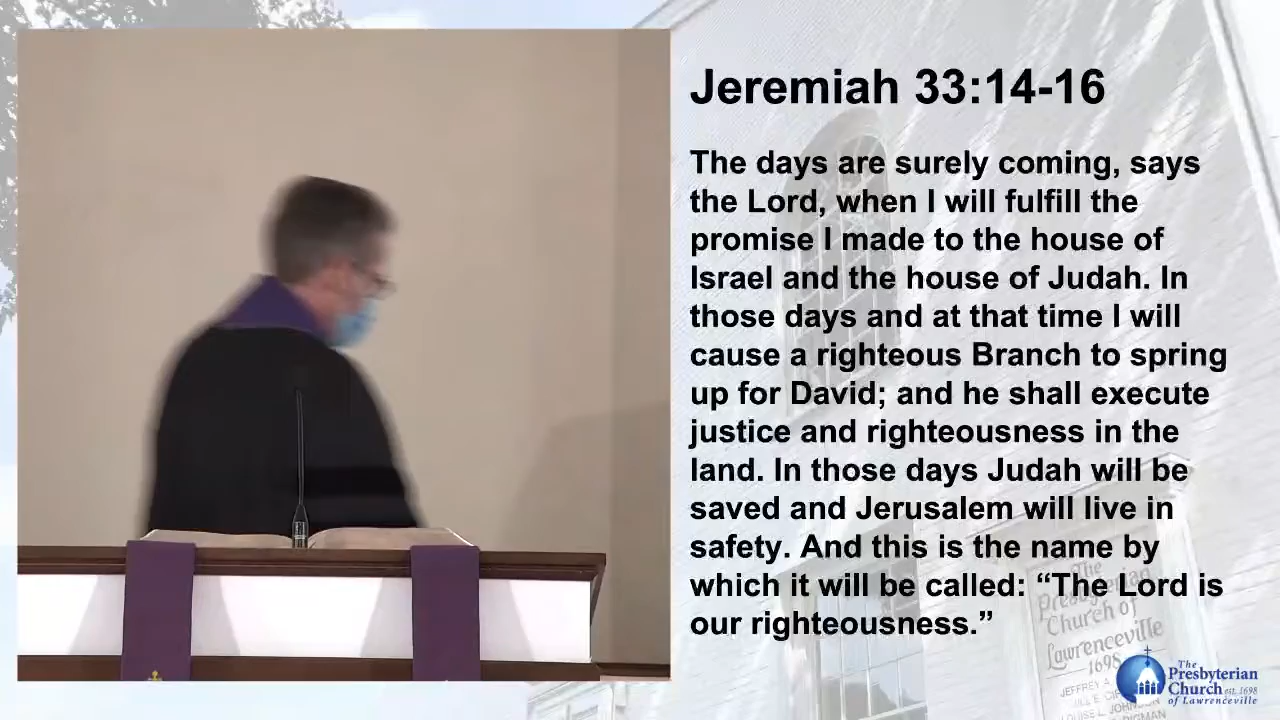 Jeremiah 33:14-16
The days are surely coming, says
the Lord, when I will fulfill the
promise I made to the house of
Israel and the house of Judah. In
those days and at that time I will
cause a righteous Branch to spring
up for David; and he shall execute
justice and righteousness in the
land. In those days Judah will be
saved and Jerusalem will live in
safety. And this is the name by
which it will be called: “The Lord is
our righteousness.”
The
Presbyterian
Church of
Lawrenceville
1698
JEFFREY A.
The
Presbyterian
Church est. 1698
of Lawrenceville